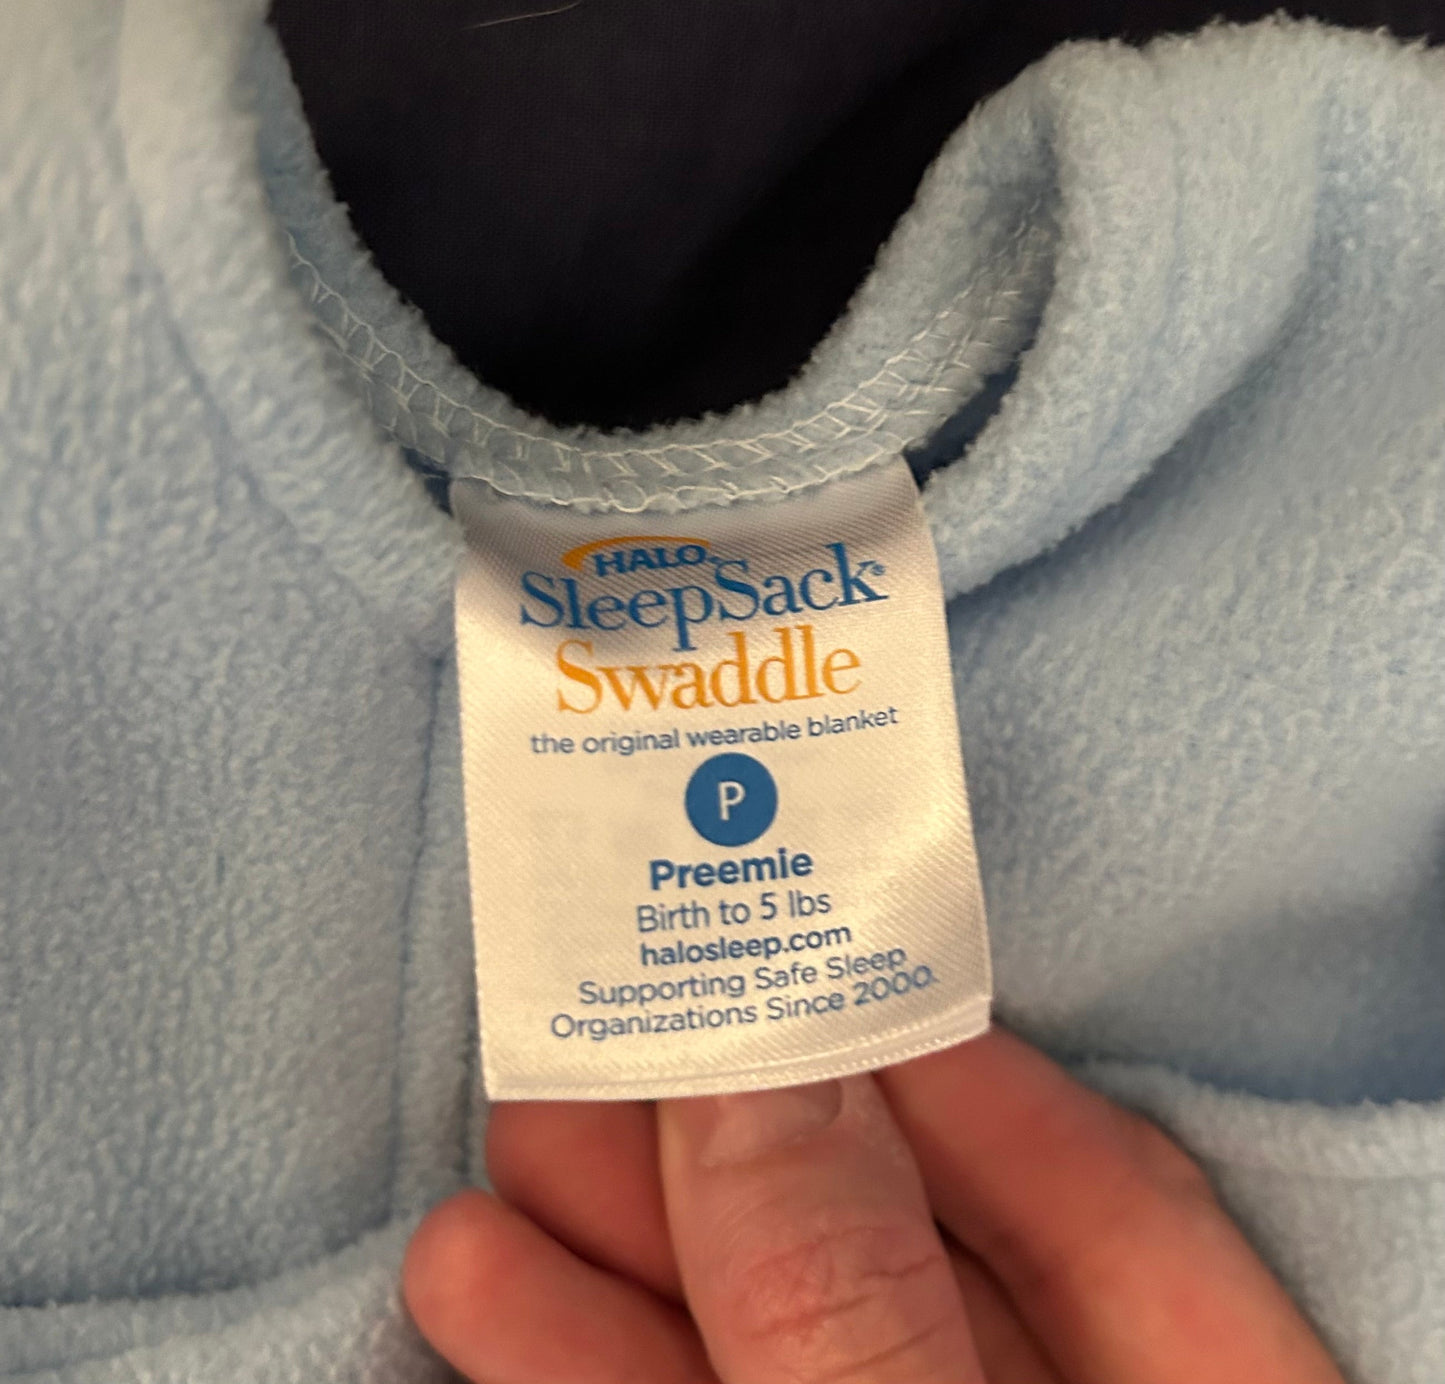 HALO
SleepSack®
Swaddle
the original wearable blanket
P
Preemie
Birth to 5 lbs
halosleep.com
Supporting Safe Sleep
Organizations Since 2000.